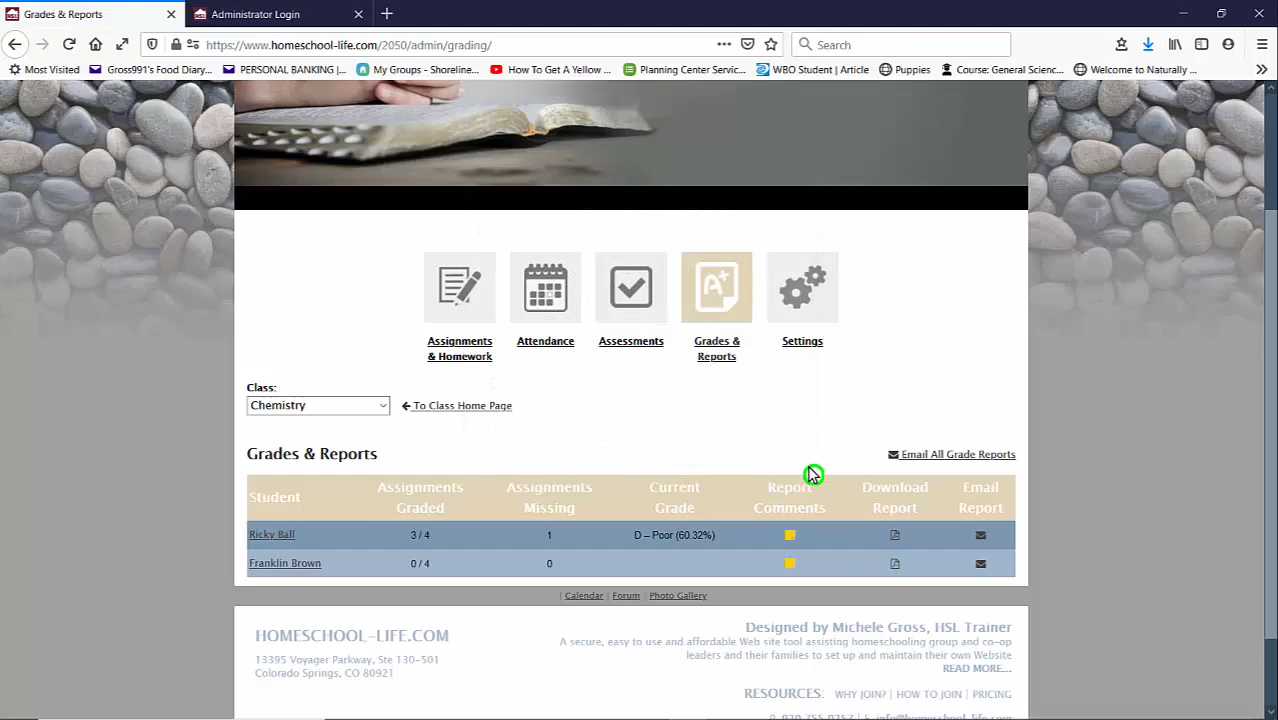 Grades & Reports
Administrator Login
https://www.homeschool-life.com/2050/admin/grading/
Search
Most Visited
Gross991's Food Diary...
PERSONAL BANKING |...
My Groups - Shoreline...
How To Get A Yellow ...
Planning Center Servic...
WBO Student | Article
Puppies
Course: General Scienc...
Welcome to Naturally ...
Assignments & Homework
Attendance
Assessments
Grades & Reports
Settings
Class:
Chemistry
To Class Home Page
Grades & Reports
Email All Grade Reports
Student
Assignments Graded
Assignments Missing
Current Grade
Report Comments
Download Report
Email Report
Ricky Ball
3 / 4
1
D – Poor (60.32%)
Franklin Brown
0 / 4
0
| Calendar | Forum | Photo Gallery
HOMESCHOOL-LIFE.COM
13395 Voyager Parkway, Ste 130-501
Colorado Springs, CO 80921
Designed by Michele Gross, HSL Trainer
A secure, easy to use and affordable Web site tool assisting homeschooling group and co-op
leaders and their families to set up and maintain their own Website
READ MORE...
RESOURCES: WHY JOIN? | HOW TO JOIN | PRICING